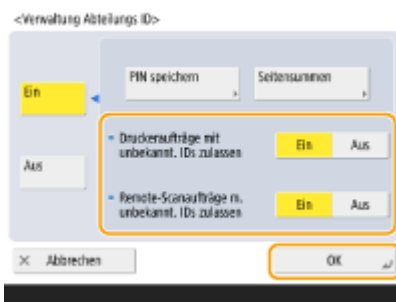 <Verwaltung Abteilungs ID>
Ein
PIN speichern
Seitensummen
Druckeraufträge mit
unbekannt. IDs zulassen
Ein
Aus
Aus
Remote-Scanaufträge m.
unbekannt. IDs zulassen
Ein
Aus
Abbrechen
OK